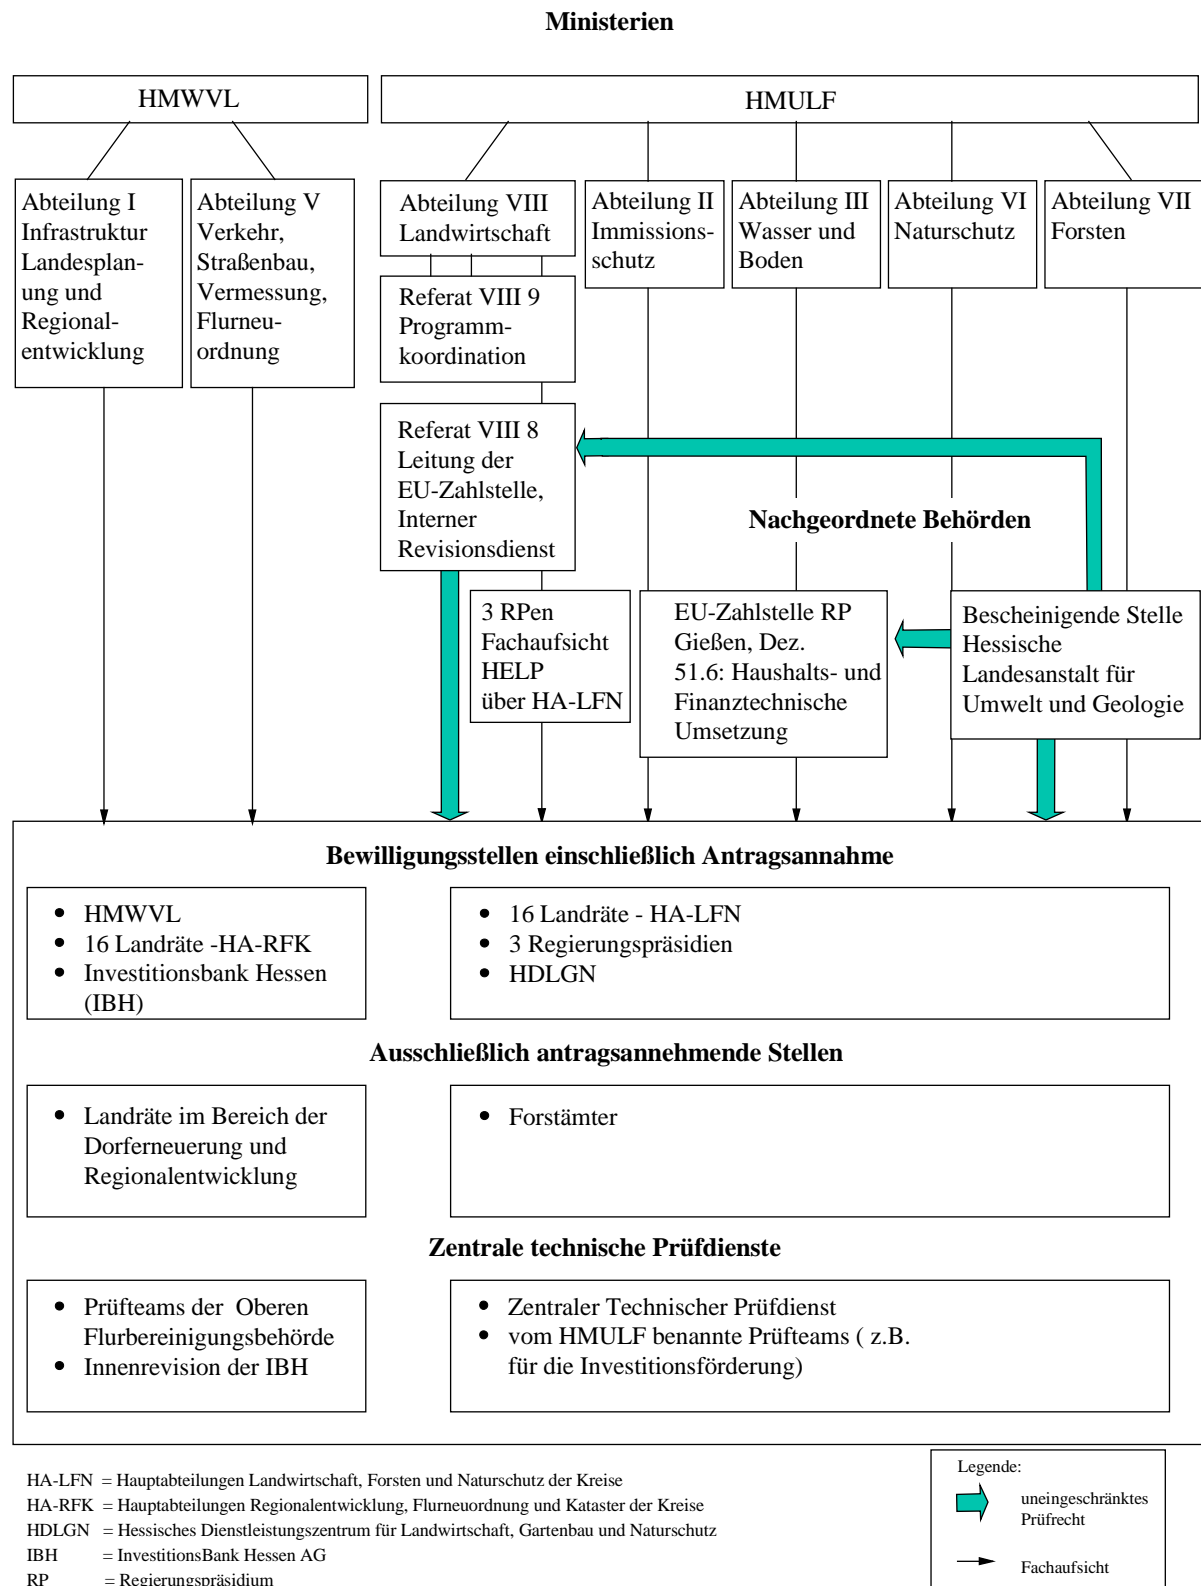 Ministerien
HMWVL
HMULF
Abteilung I
Infrastruktur
Landesplan-
ung und
Regional-
entwicklung
Abteilung V
Verkehr,
Straßenbau,
Vermessung,
Flurneu-
ordnung
Abteilung VIII
Landwirtschaft
Abteilung II
Immissions-
schutz
Abteilung III
Wasser und
Boden
Abteilung VI
Naturschutz
Abteilung VII
Forsten
Referat VIII 9
Programm-
koordination
Referat VIII 8
Leitung der
EU-Zahlstelle,
Interner
Revisionsdienst
Nachgeordnete Behörden
3 RPen
Fachaufsicht
HELP
über HA-LFN
EU-Zahlstelle RP
Gießen, Dez.
51.6: Haushalts- und
Finanztechnische
Umsetzung
Bescheinigende Stelle
Hessische
Landesanstalt für
Umwelt und Geologie
Bewilligungsstellen einschließlich Antragsannahme
• HMWVL
• 16 Landräte -HA-RFK
• Investitionsbank Hessen
(IBH)
• 16 Landräte - HA-LFN
• 3 Regierungspräsidien
• HDLGN
Ausschließlich antragsannehmende Stellen
• Landräte im Bereich der
Dorferneuerung und
Regionalentwicklung
• Forstämter
Zentrale technische Prüfdienste
• Prüfteams der Oberen
Flurbereinigungsbehörde
• Innenrevision der IBH
• Zentraler Technischer Prüfdienst
• vom HMULF benannte Prüfteams ( z.B.
für die Investitionsförderung)
HA-LFN = Hauptabteilungen Landwirtschaft, Forsten und Naturschutz der Kreise
HA-RFK = Hauptabteilungen Regionalentwicklung, Flurneuordnung und Kataster der Kreise
HDLGN = Hessisches Dienstleistungszentrum für Landwirtschaft, Gartenbau und Naturschutz
IBH = InvestitionsBank Hessen AG
RP = Regierungspräsidium
Legende:
uneingeschränktes
Prüfrecht
Fachaufsicht